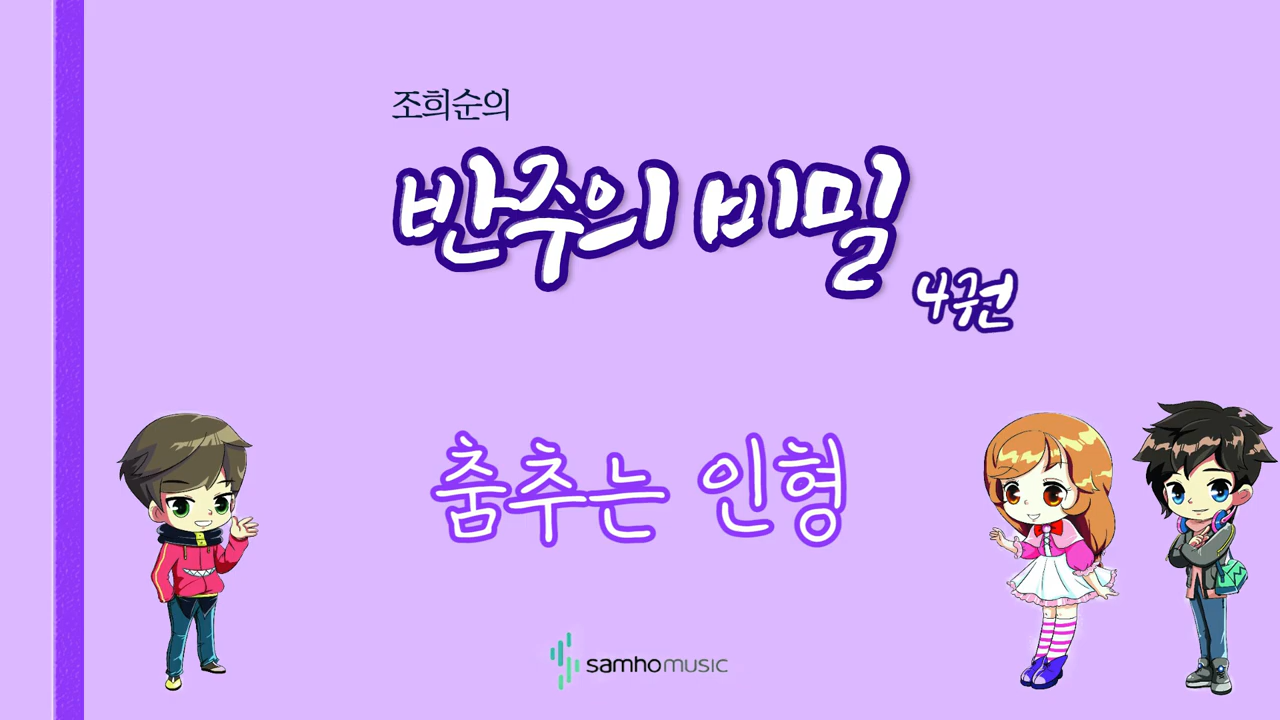 조희순의
반주의 비밀
4권
춤추는 인형
samhomusic